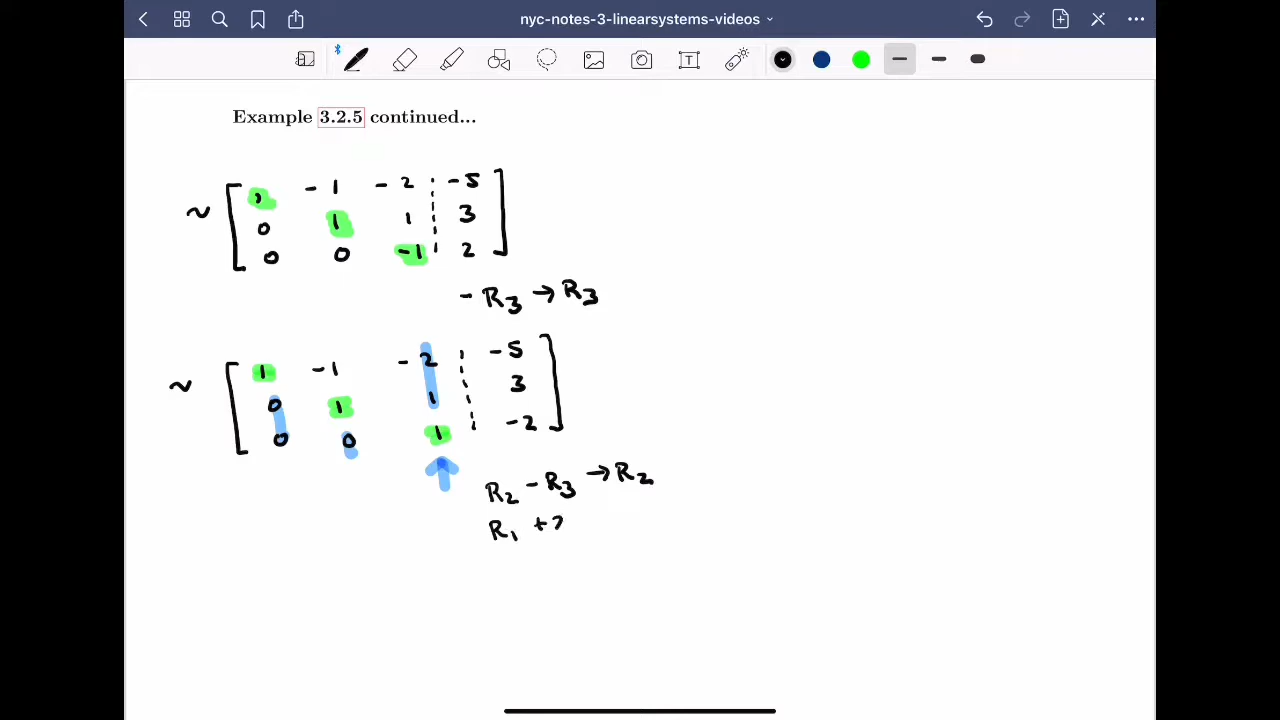 nyc-notes-3-linearsystems-videos
T
Example 3.2.5 continued...
~ [ 1 -1 -2 ¦ -5 ]
0 1 1 ¦ 3
0 0 -1 ¦ 2
- R₃ → R₃
~ [ 1 -1 -2 ¦ -5 ]
0 1 1 ¦ 3
0 0 1 ¦ -2
R₂ - R₃ → R₂
R₁ +2